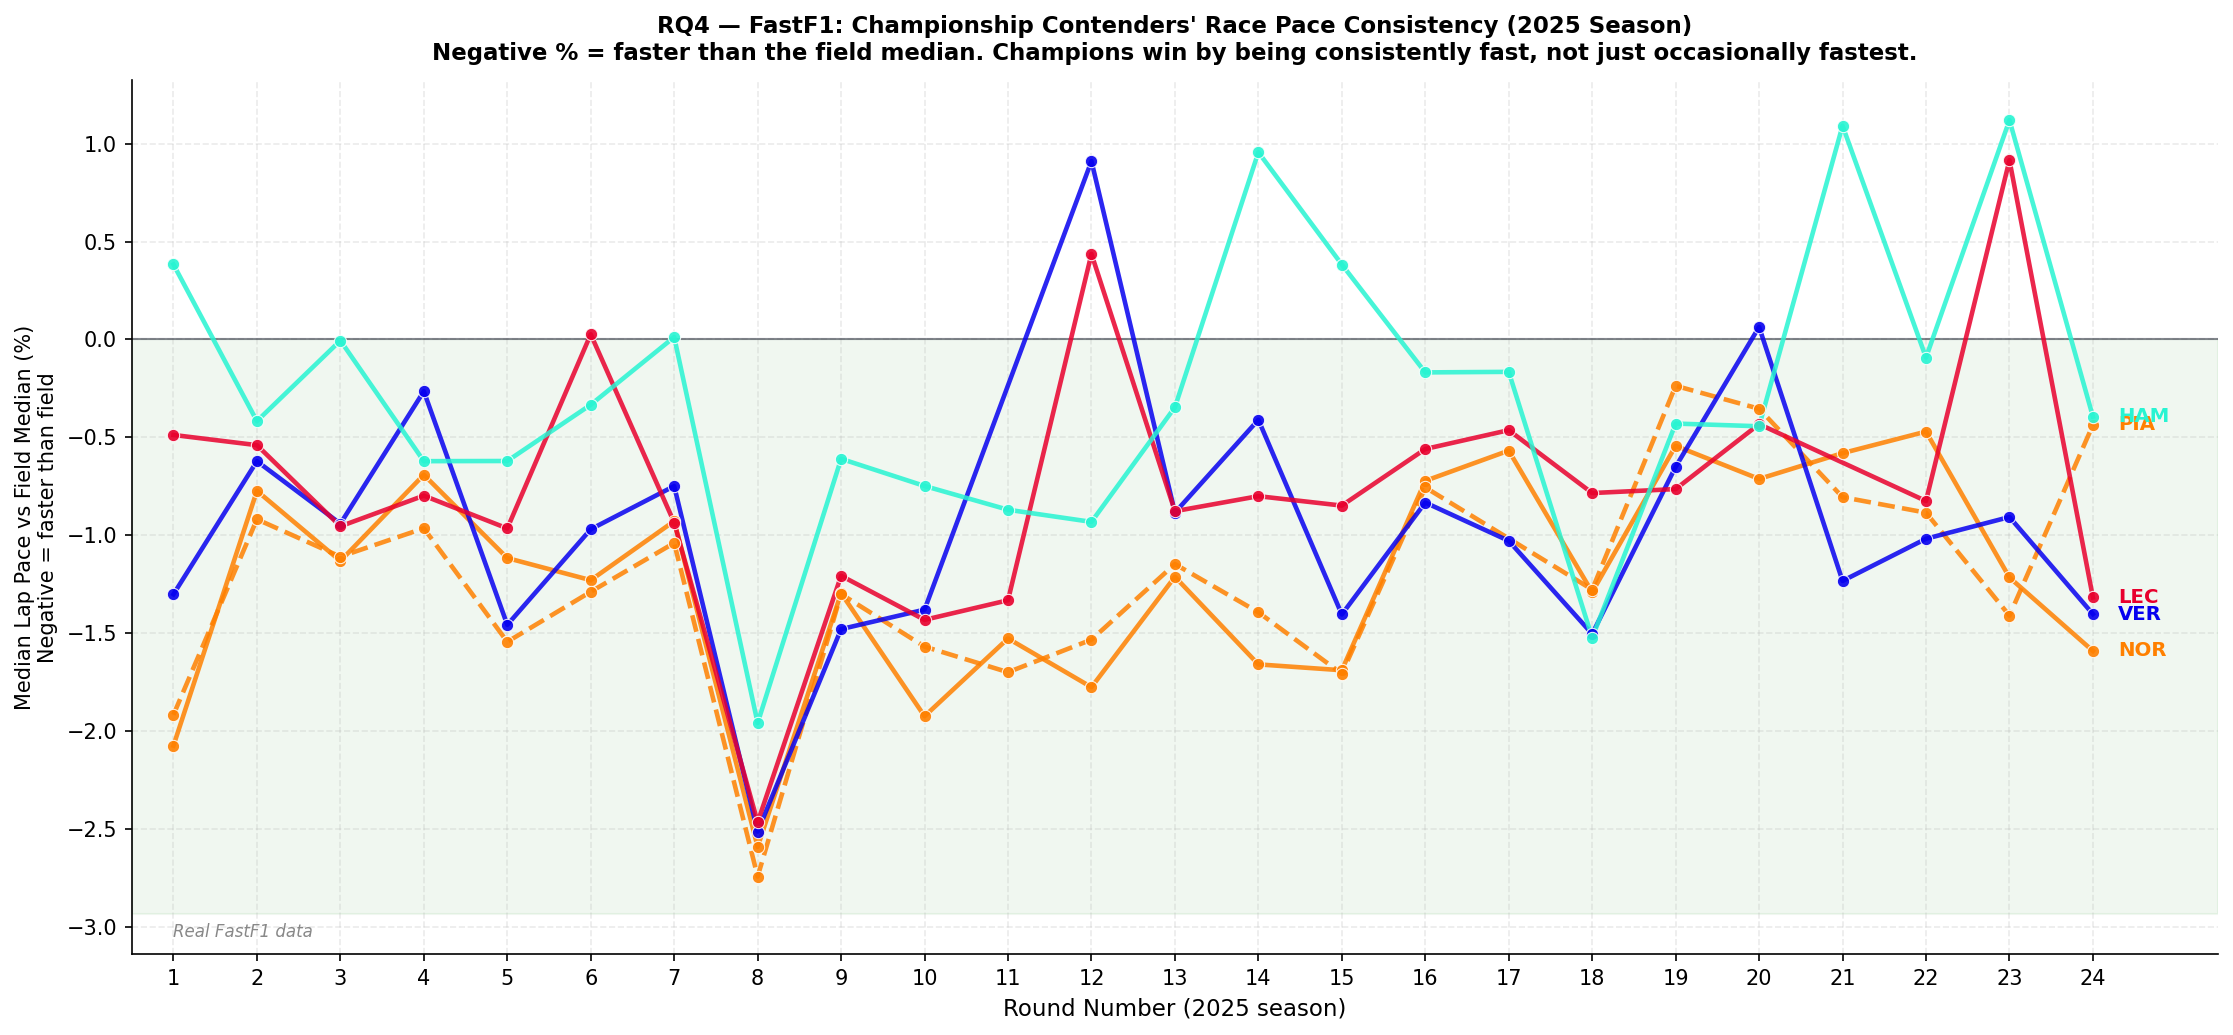 RQ4 — FastF1: Championship Contenders' Race Pace Consistency (2025 Season)
Negative % = faster than the field median. Champions win by being consistently fast, not just occasionally fastest.
Median Lap Pace vs Field Median (%)
Negative = faster than field
1.0
0.5
0.0
−0.5
−1.0
−1.5
−2.0
−2.5
−3.0
HAM
PIA
LEC
VER
NOR
Real FastF1 data
1 2 3 4 5 6 7 8 9 10 11 12 13 14 15 16 17 18 19 20 21 22 23 24
Round Number (2025 season)